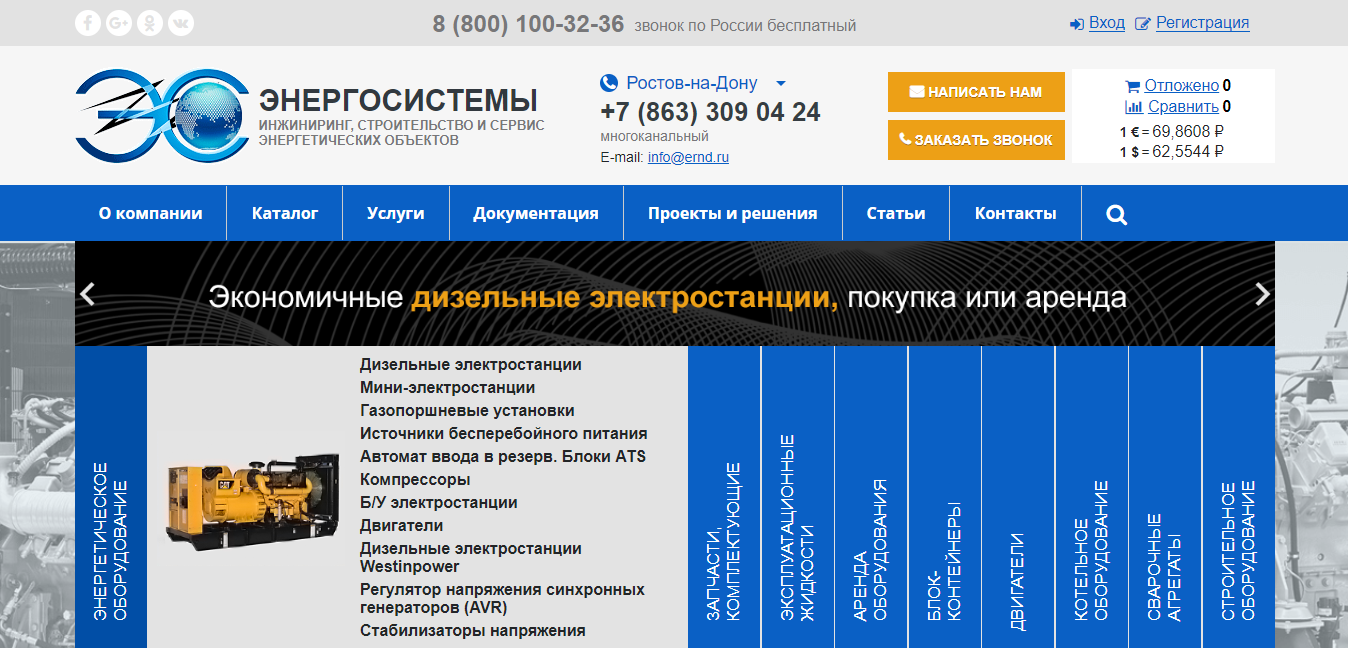 8 (800) 100-32-36 звонок по России бесплатный
Вход Регистрация
ЭС
ЭНЕРГОСИСТЕМЫ
ИНЖИНИРИНГ, СТРОИТЕЛЬСТВО И СЕРВИС
ЭНЕРГЕТИЧЕСКИХ ОБЪЕКТОВ
Ростов-на-Дону
+7 (863) 309 04 24
многоканальный
E-mail: info@ernd.ru
НАПИСАТЬ НАМ
ЗАКАЗАТЬ ЗВОНОК
Отложено 0
Сравнить 0
1 € = 69,8608 ₽
1 $ = 62,5544 ₽
О компании Каталог Услуги Документация Проекты и решения Статьи Контакты
Экономичные дизельные электростанции, покупка или аренда
ЭНЕРГЕТИЧЕСКОЕ
ОБОРУДОВАНИЕ
CAT
Дизельные электростанции
Мини-электростанции
Газопоршневые установки
Источники бесперебойного питания
Автомат ввода в резерв. Блоки ATS
Компрессоры
Б/У электростанции
Двигатели
Дизельные электростанции
Westinpower
Регулятор напряжения синхронных
генераторов (AVR)
Стабилизаторы напряжения
ЗАПЧАСТИ,
КОМПЛЕКТУЮЩИЕ
ЭКСПЛУАТАЦИОННЫЕ
ЖИДКОСТИ
АРЕНДА
ОБОРУДОВАНИЯ
БЛОК-
КОНТЕЙНЕРЫ
ДВИГАТЕЛИ
КОТЕЛЬНОЕ
ОБОРУДОВАНИЕ
СВАРОЧНЫЕ
АГРЕГАТЫ
СТРОИТЕЛЬНОЕ
ОБОРУДОВАНИЕ